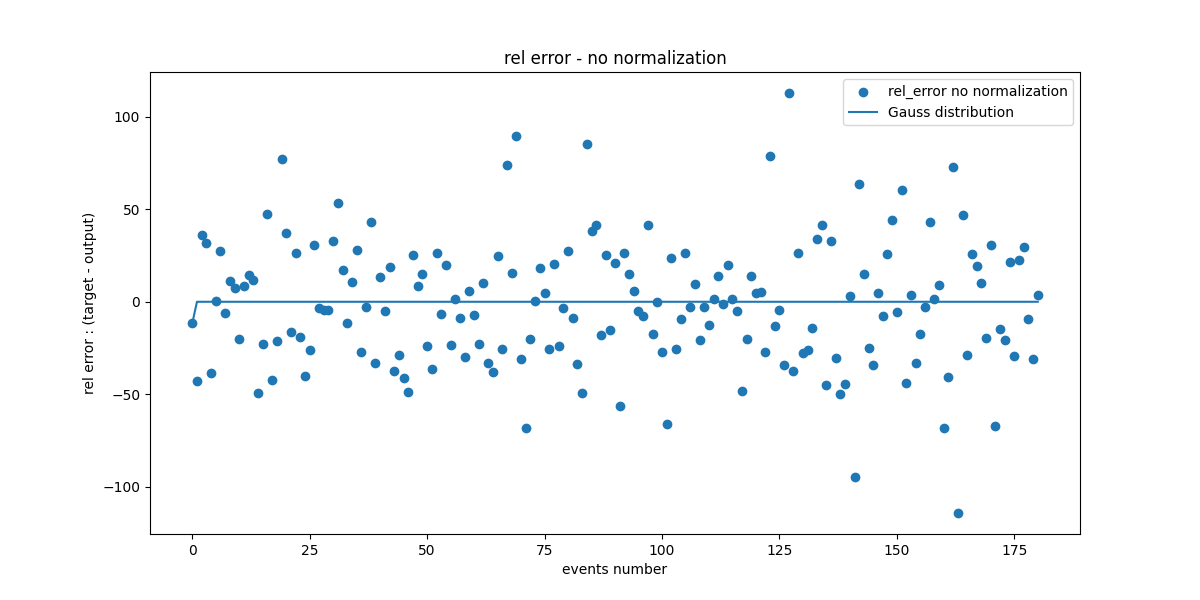 rel error - no normalization
rel_error no normalization
Gauss distribution
rel error : (target - output)
100
50
0
−50
−100
0 25 50 75 100 125 150 175
events number